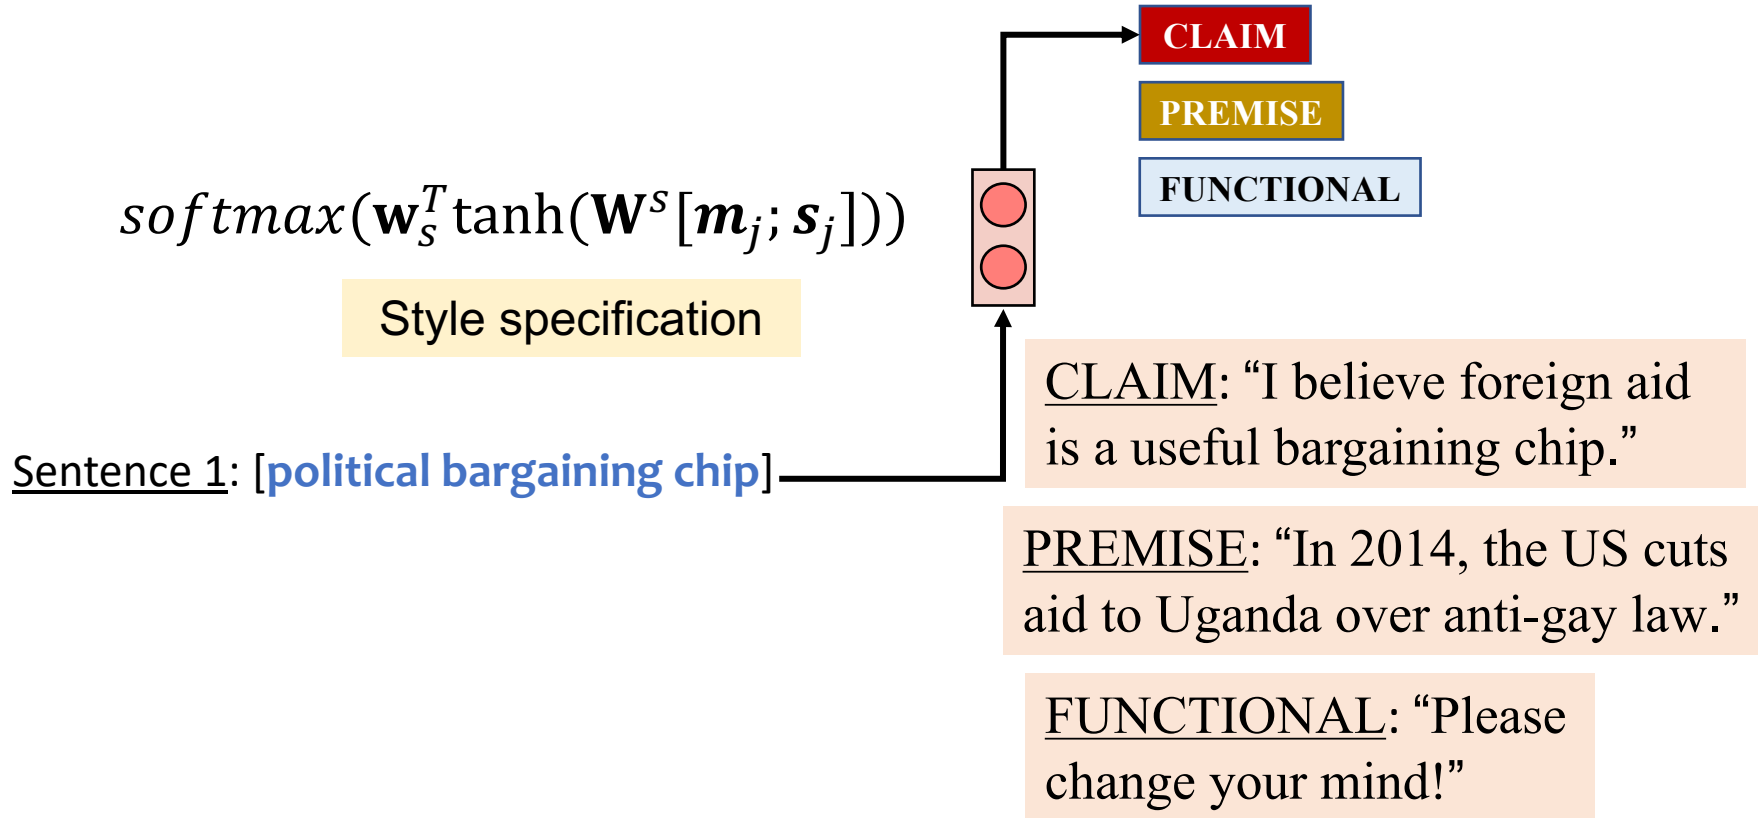 CLAIM
PREMISE
FUNCTIONAL
softmax(w_s^T tanh(W^s[m_j; s_j]))
Style specification
Sentence 1: [political bargaining chip]
CLAIM: “I believe foreign aid
is a useful bargaining chip.”
PREMISE: “In 2014, the US cuts
aid to Uganda over anti-gay law.”
FUNCTIONAL: “Please
change your mind!”